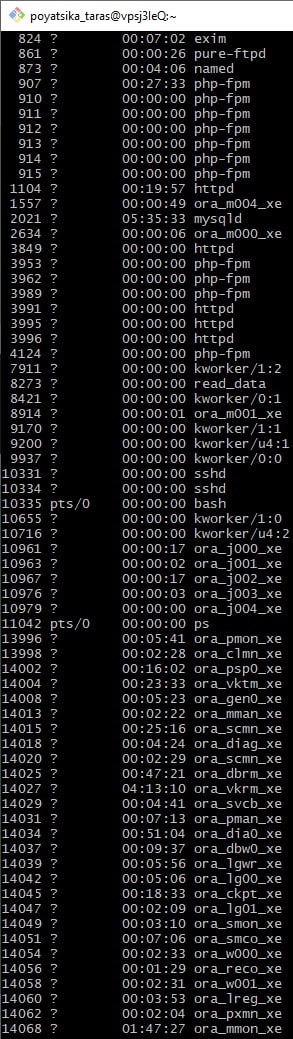 poyatsika_taras@vpsj3IeQ:~
824 ? 00:07:02 exim
861 ? 00:00:26 pure-ftpd
873 ? 00:04:06 named
907 ? 00:27:33 php-fpm
910 ? 00:00:00 php-fpm
911 ? 00:00:00 php-fpm
912 ? 00:00:00 php-fpm
913 ? 00:00:00 php-fpm
914 ? 00:00:00 php-fpm
915 ? 00:00:00 php-fpm
1104 ? 00:19:57 httpd
1557 ? 00:00:49 ora_m004_xe
2021 ? 05:35:33 mysqld
2634 ? 00:00:06 ora_m000_xe
3849 ? 00:00:00 httpd
3953 ? 00:00:00 php-fpm
3962 ? 00:00:00 php-fpm
3989 ? 00:00:00 php-fpm
3991 ? 00:00:00 httpd
3995 ? 00:00:00 httpd
3996 ? 00:00:00 httpd
4124 ? 00:00:00 php-fpm
7911 ? 00:00:00 kworker/1:2
8273 ? 00:00:00 read_data
8421 ? 00:00:00 kworker/0:1
8914 ? 00:00:01 ora_m001_xe
9170 ? 00:00:00 kworker/1:1
9200 ? 00:00:00 kworker/u4:1
9937 ? 00:00:00 kworker/0:0
10331 ? 00:00:00 sshd
10334 ? 00:00:00 sshd
10335 pts/0 00:00:00 bash
10655 ? 00:00:00 kworker/1:0
10716 ? 00:00:00 kworker/u4:2
10961 ? 00:00:17 ora_j000_xe
10963 ? 00:00:02 ora_j001_xe
10967 ? 00:00:17 ora_j002_xe
10976 ? 00:00:03 ora_j003_xe
10979 ? 00:00:00 ora_j004_xe
11042 pts/0 00:00:00 ps
13996 ? 00:05:41 ora_pmon_xe
13998 ? 00:02:28 ora_clmn_xe
14002 ? 00:16:02 ora_psp0_xe
14004 ? 00:23:33 ora_vktm_xe
14008 ? 00:05:23 ora_gen0_xe
14013 ? 00:02:22 ora_mman_xe
14015 ? 00:25:16 ora_scmn_xe
14018 ? 00:04:24 ora_diag_xe
14020 ? 00:02:29 ora_scmn_xe
14025 ? 00:47:21 ora_dbrm_xe
14027 ? 04:13:10 ora_vkrm_xe
14029 ? 00:04:41 ora_svcb_xe
14031 ? 00:07:13 ora_pman_xe
14034 ? 00:51:04 ora_dia0_xe
14037 ? 00:09:37 ora_dbw0_xe
14039 ? 00:05:56 ora_lgwr_xe
14042 ? 00:05:06 ora_lg00_xe
14045 ? 00:18:33 ora_ckpt_xe
14047 ? 00:02:09 ora_lg01_xe
14049 ? 00:03:10 ora_smon_xe
14051 ? 00:07:06 ora_smco_xe
14054 ? 00:02:33 ora_w000_xe
14056 ? 00:01:29 ora_reco_xe
14058 ? 00:02:31 ora_w001_xe
14060 ? 00:03:53 ora_lreg_xe
14062 ? 00:02:04 ora_pxmn_xe
14068 ? 01:47:27 ora_mmon_xe